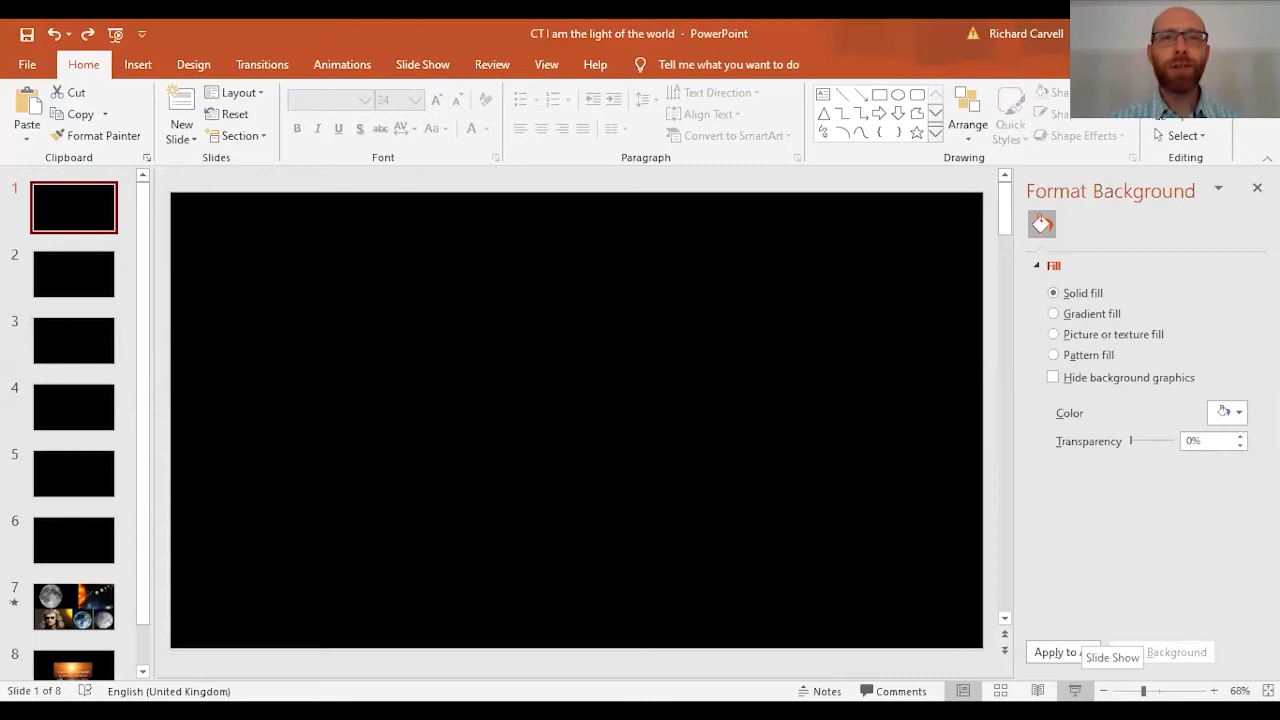 CT I am the light of the world - PowerPoint
Richard Carvell
File Home Insert Design Transitions Animations Slide Show Review View Help Tell me what you want to do
Paste
Cut
Copy
Format Painter
Clipboard
New Slide
Layout
Reset
Section
Slides
24
Font
Text Direction
Align Text
Convert to SmartArt
Paragraph
Arrange
Quick Styles
Shape Effects
Drawing
Select
Editing
1
2
3
4
5
6
7
8
Format Background
Fill
Solid fill
Gradient fill
Picture or texture fill
Pattern fill
Hide background graphics
Color
Transparency 0%
Apply to
Background
Slide Show
Slide 1 of 8 English (United Kingdom) Notes Comments 68%